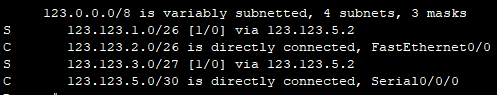 123.0.0.0/8 is variably subnetted, 4 subnets, 3 masks
S 123.123.1.0/26 [1/0] via 123.123.5.2
C 123.123.2.0/26 is directly connected, FastEthernet0/0
S 123.123.3.0/27 [1/0] via 123.123.5.2
C 123.123.5.0/30 is directly connected, Serial0/0/0